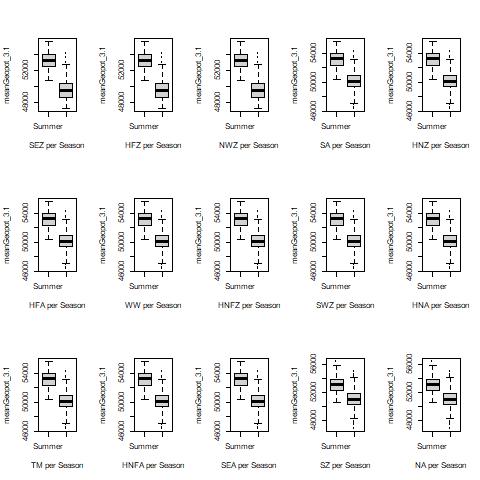 meanGeopot_3.1
48000 52000
Summer
SEZ per Season
meanGeopot_3.1
48000 52000
Summer
HFZ per Season
meanGeopot_3.1
48000 52000
Summer
NWZ per Season
meanGeopot_3.1
46000 50000 54000
Summer
SA per Season
meanGeopot_3.1
46000 50000 54000
Summer
HNZ per Season
meanGeopot_3.1
46000 50000 54000
Summer
HFA per Season
meanGeopot_3.1
46000 50000 54000
Summer
WW per Season
meanGeopot_3.1
46000 50000 54000
Summer
HNFZ per Season
meanGeopot_3.1
46000 50000 54000
Summer
SWZ per Season
meanGeopot_3.1
46000 50000 54000
Summer
HNA per Season
meanGeopot_3.1
46000 50000 54000
Summer
TM per Season
meanGeopot_3.1
46000 50000 54000
Summer
HNFA per Season
meanGeopot_3.1
46000 50000 54000
Summer
SEA per Season
meanGeopot_3.1
48000 52000 56000
Summer
SZ per Season
meanGeopot_3.1
48000 52000 56000
Summer
NA per Season